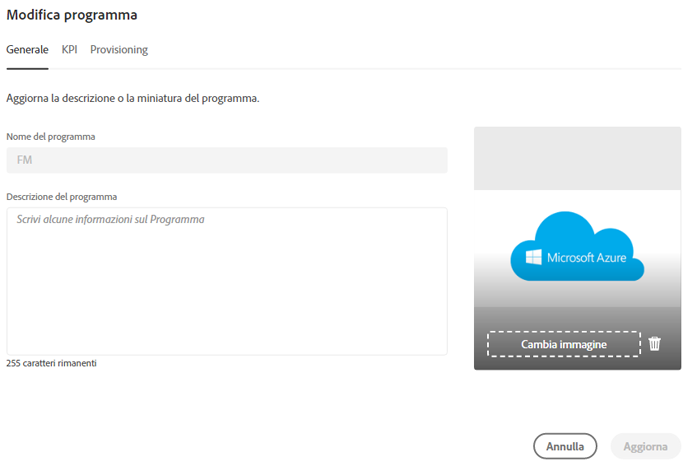 Modifica programma
Generale KPI Provisioning
Aggiorna la descrizione o la miniatura del programma.
Nome del programma
FM
Descrizione del programma
Scrivi alcune informazioni sul Programma
255 caratteri rimanenti
Microsoft Azure
Cambia immagine
Annulla Aggiorna